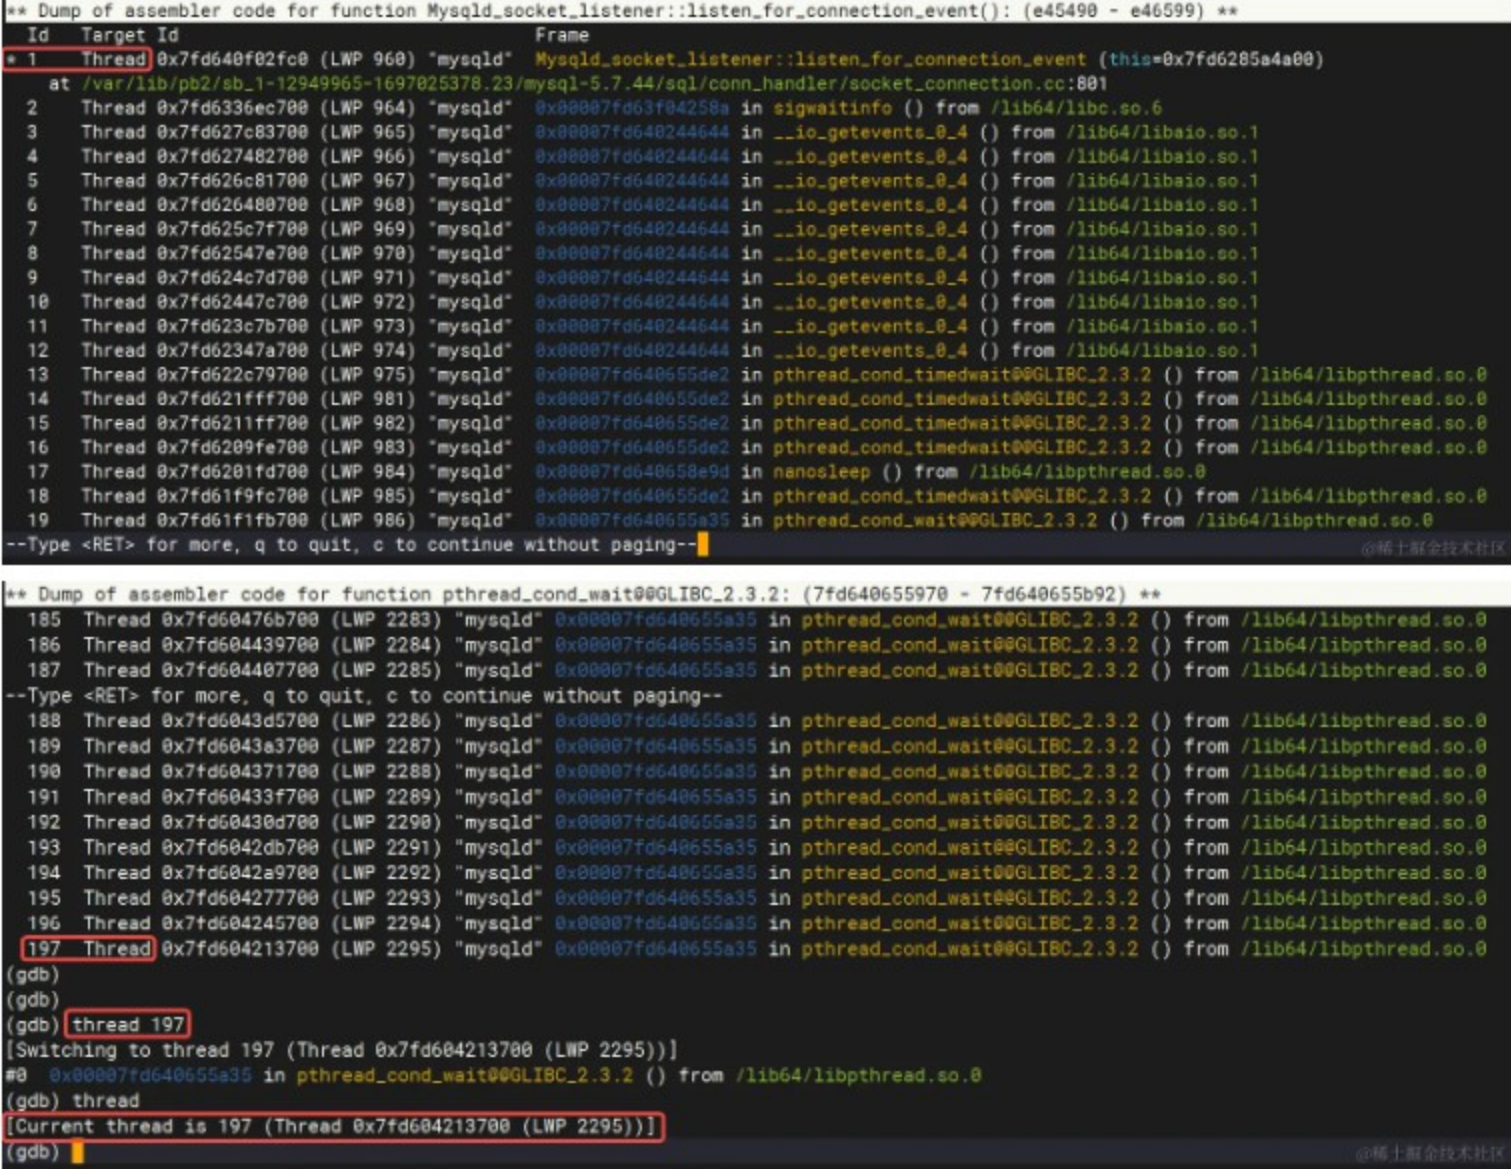 ** Dump of assembler code for function Mysqld_socket_listener::listen_for_connection_event(): (e45490 - e46599) **
Id Target Id Frame
* 1 Thread 0x7fd640f02fc0 (LWP 960) "mysqld" Mysqld_socket_listener::listen_for_connection_event (this=0x7fd6285a4a00)
at /var/lib/pb2/sb_1-12949965-1697025378.23/mysql-5.7.44/sql/conn_handler/socket_connection.cc:801
2 Thread 0x7fd6336ec700 (LWP 964) "mysqld" 0x00007fd63f04258a in sigwaitinfo () from /lib64/libc.so.6
3 Thread 0x7fd627c83700 (LWP 965) "mysqld" 0x00007fd640244644 in __io_getevents_0_4 () from /lib64/libaio.so.1
4 Thread 0x7fd627482700 (LWP 966) "mysqld" 0x00007fd640244644 in __io_getevents_0_4 () from /lib64/libaio.so.1
5 Thread 0x7fd626c81700 (LWP 967) "mysqld" 0x00007fd640244644 in __io_getevents_0_4 () from /lib64/libaio.so.1
6 Thread 0x7fd626480700 (LWP 968) "mysqld" 0x00007fd640244644 in __io_getevents_0_4 () from /lib64/libaio.so.1
7 Thread 0x7fd625c7f700 (LWP 969) "mysqld" 0x00007fd640244644 in __io_getevents_0_4 () from /lib64/libaio.so.1
8 Thread 0x7fd62547e700 (LWP 970) "mysqld" 0x00007fd640244644 in __io_getevents_0_4 () from /lib64/libaio.so.1
9 Thread 0x7fd624c7d700 (LWP 971) "mysqld" 0x00007fd640244644 in __io_getevents_0_4 () from /lib64/libaio.so.1
10 Thread 0x7fd62447c700 (LWP 972) "mysqld" 0x00007fd640244644 in __io_getevents_0_4 () from /lib64/libaio.so.1
11 Thread 0x7fd623c7b700 (LWP 973) "mysqld" 0x00007fd640244644 in __io_getevents_0_4 () from /lib64/libaio.so.1
12 Thread 0x7fd62347a700 (LWP 974) "mysqld" 0x00007fd640244644 in __io_getevents_0_4 () from /lib64/libaio.so.1
13 Thread 0x7fd622c79700 (LWP 975) "mysqld" 0x00007fd640655de2 in pthread_cond_timedwait@@GLIBC_2.3.2 () from /lib64/libpthread.so.0
14 Thread 0x7fd621fff700 (LWP 981) "mysqld" 0x00007fd640655de2 in pthread_cond_timedwait@@GLIBC_2.3.2 () from /lib64/libpthread.so.0
15 Thread 0x7fd6211ff700 (LWP 982) "mysqld" 0x00007fd640655de2 in pthread_cond_timedwait@@GLIBC_2.3.2 () from /lib64/libpthread.so.0
16 Thread 0x7fd6209fe700 (LWP 983) "mysqld" 0x00007fd640655de2 in pthread_cond_timedwait@@GLIBC_2.3.2 () from /lib64/libpthread.so.0
17 Thread 0x7fd6201fd700 (LWP 984) "mysqld" 0x00007fd640658e9d in nanosleep () from /lib64/libpthread.so.0
18 Thread 0x7fd61f9fc700 (LWP 985) "mysqld" 0x00007fd640655de2 in pthread_cond_timedwait@@GLIBC_2.3.2 () from /lib64/libpthread.so.0
19 Thread 0x7fd61f1fb700 (LWP 986) "mysqld" 0x00007fd640655a35 in pthread_cond_wait@@GLIBC_2.3.2 () from /lib64/libpthread.so.0
--Type <RET> for more, q to quit, c to continue without paging--
@稀土掘金技术社区
** Dump of assembler code for function pthread_cond_wait@@GLIBC_2.3.2: (7fd640655970 - 7fd640655b92) **
185 Thread 0x7fd60476b700 (LWP 2283) "mysqld" 0x00007fd640655a35 in pthread_cond_wait@@GLIBC_2.3.2 () from /lib64/libpthread.so.0
186 Thread 0x7fd604439700 (LWP 2284) "mysqld" 0x00007fd640655a35 in pthread_cond_wait@@GLIBC_2.3.2 () from /lib64/libpthread.so.0
187 Thread 0x7fd604407700 (LWP 2285) "mysqld" 0x00007fd640655a35 in pthread_cond_wait@@GLIBC_2.3.2 () from /lib64/libpthread.so.0
--Type <RET> for more, q to quit, c to continue without paging--
188 Thread 0x7fd6043d5700 (LWP 2286) "mysqld" 0x00007fd640655a35 in pthread_cond_wait@@GLIBC_2.3.2 () from /lib64/libpthread.so.0
189 Thread 0x7fd6043a3700 (LWP 2287) "mysqld" 0x00007fd640655a35 in pthread_cond_wait@@GLIBC_2.3.2 () from /lib64/libpthread.so.0
190 Thread 0x7fd604371700 (LWP 2288) "mysqld" 0x00007fd640655a35 in pthread_cond_wait@@GLIBC_2.3.2 () from /lib64/libpthread.so.0
191 Thread 0x7fd60433f700 (LWP 2289) "mysqld" 0x00007fd640655a35 in pthread_cond_wait@@GLIBC_2.3.2 () from /lib64/libpthread.so.0
192 Thread 0x7fd60430d700 (LWP 2290) "mysqld" 0x00007fd640655a35 in pthread_cond_wait@@GLIBC_2.3.2 () from /lib64/libpthread.so.0
193 Thread 0x7fd6042db700 (LWP 2291) "mysqld" 0x00007fd640655a35 in pthread_cond_wait@@GLIBC_2.3.2 () from /lib64/libpthread.so.0
194 Thread 0x7fd6042a9700 (LWP 2292) "mysqld" 0x00007fd640655a35 in pthread_cond_wait@@GLIBC_2.3.2 () from /lib64/libpthread.so.0
195 Thread 0x7fd604277700 (LWP 2293) "mysqld" 0x00007fd640655a35 in pthread_cond_wait@@GLIBC_2.3.2 () from /lib64/libpthread.so.0
196 Thread 0x7fd604245700 (LWP 2294) "mysqld" 0x00007fd640655a35 in pthread_cond_wait@@GLIBC_2.3.2 () from /lib64/libpthread.so.0
197 Thread 0x7fd604213700 (LWP 2295) "mysqld" 0x00007fd640655a35 in pthread_cond_wait@@GLIBC_2.3.2 () from /lib64/libpthread.so.0
(gdb)
(gdb)
(gdb) thread 197
[Switching to thread 197 (Thread 0x7fd604213700 (LWP 2295))]
#0 0x00007fd640655a35 in pthread_cond_wait@@GLIBC_2.3.2 () from /lib64/libpthread.so.0
(gdb) thread
[Current thread is 197 (Thread 0x7fd604213700 (LWP 2295))]
(gdb)
@稀土掘金技术社区